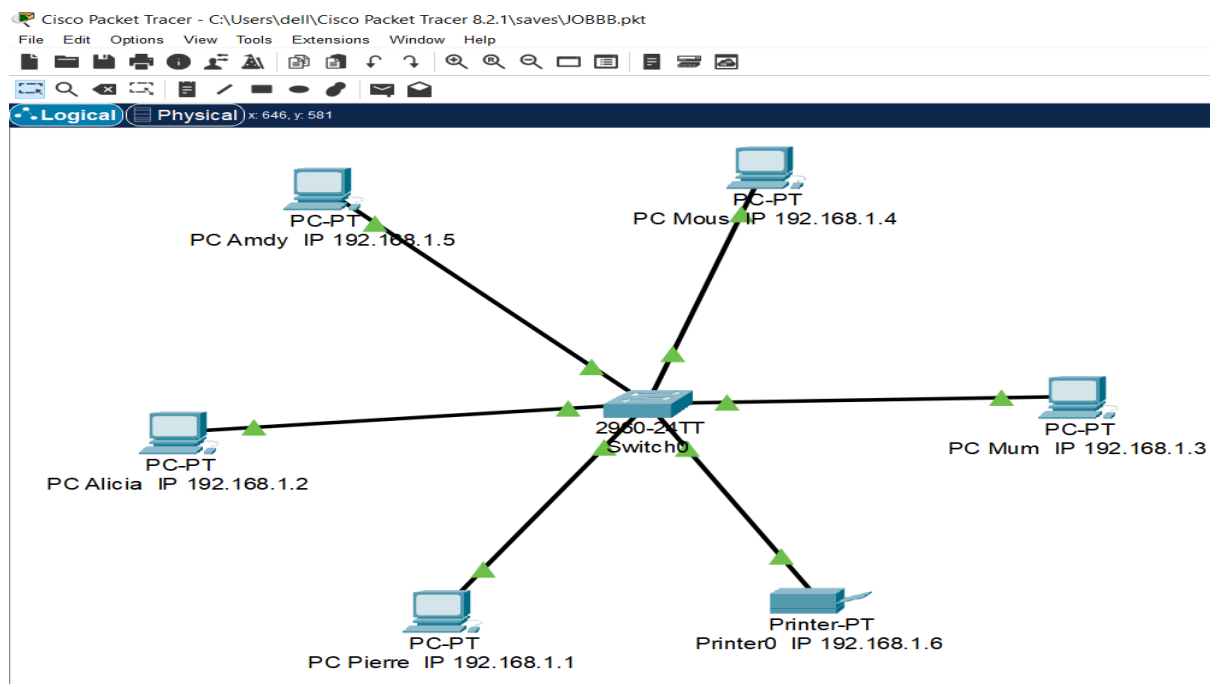 Cisco Packet Tracer - C:\Users\dell\Cisco Packet Tracer 8.2.1\saves\JOBBB.pkt
File Edit Options View Tools Extensions Window Help
Logical Physical x: 646, y: 581
PC-PT
PC Amdy IP 192.168.1.5
PC-PT
PC Mous IP 192.168.1.4
2960-24TT
Switch0
PC-PT
PC Mum IP 192.168.1.3
PC-PT
PC Alicia IP 192.168.1.2
PC-PT
PC Pierre IP 192.168.1.1
Printer-PT
Printer0 IP 192.168.1.6